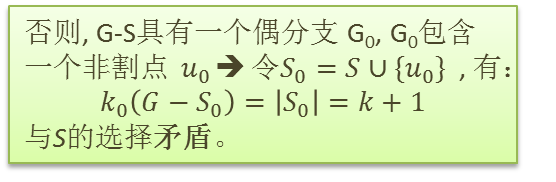 否则, G-S具有一个偶分支 G₀, G₀包含
一个非割点 u₀ ➔ 令S₀ = S ∪ {u₀} , 有：
k₀(G − S₀) = |S₀| = k + 1
与S的选择矛盾。